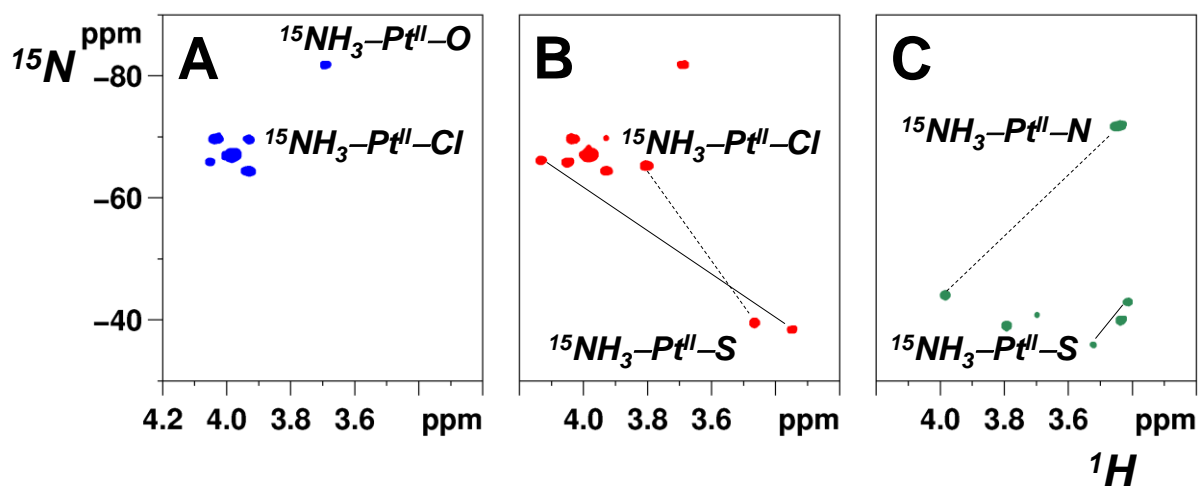 A
B
C
ppm
¹⁵N
¹⁵NH₃–Ptᴵᴵ–O
¹⁵NH₃–Ptᴵᴵ–Cl
¹⁵NH₃–Ptᴵᴵ–Cl
¹⁵NH₃–Ptᴵᴵ–N
¹⁵NH₃–Ptᴵᴵ–S
¹⁵NH₃–Ptᴵᴵ–S
–80
–60
–40
4.2 4.0 3.8 3.6 ppm
4.0 3.6 ppm
4.0 3.8 3.6 ppm
¹H